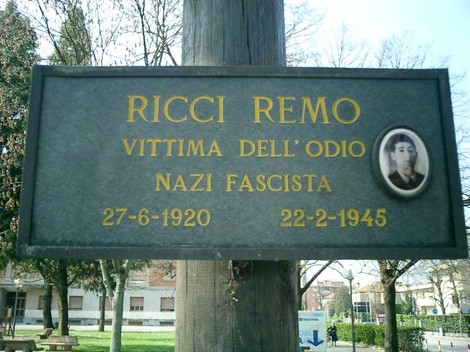 RICCI REMO
VITTIMA DELL'ODIO
NAZI FASCISTA
27-6-1920 22-2-1945